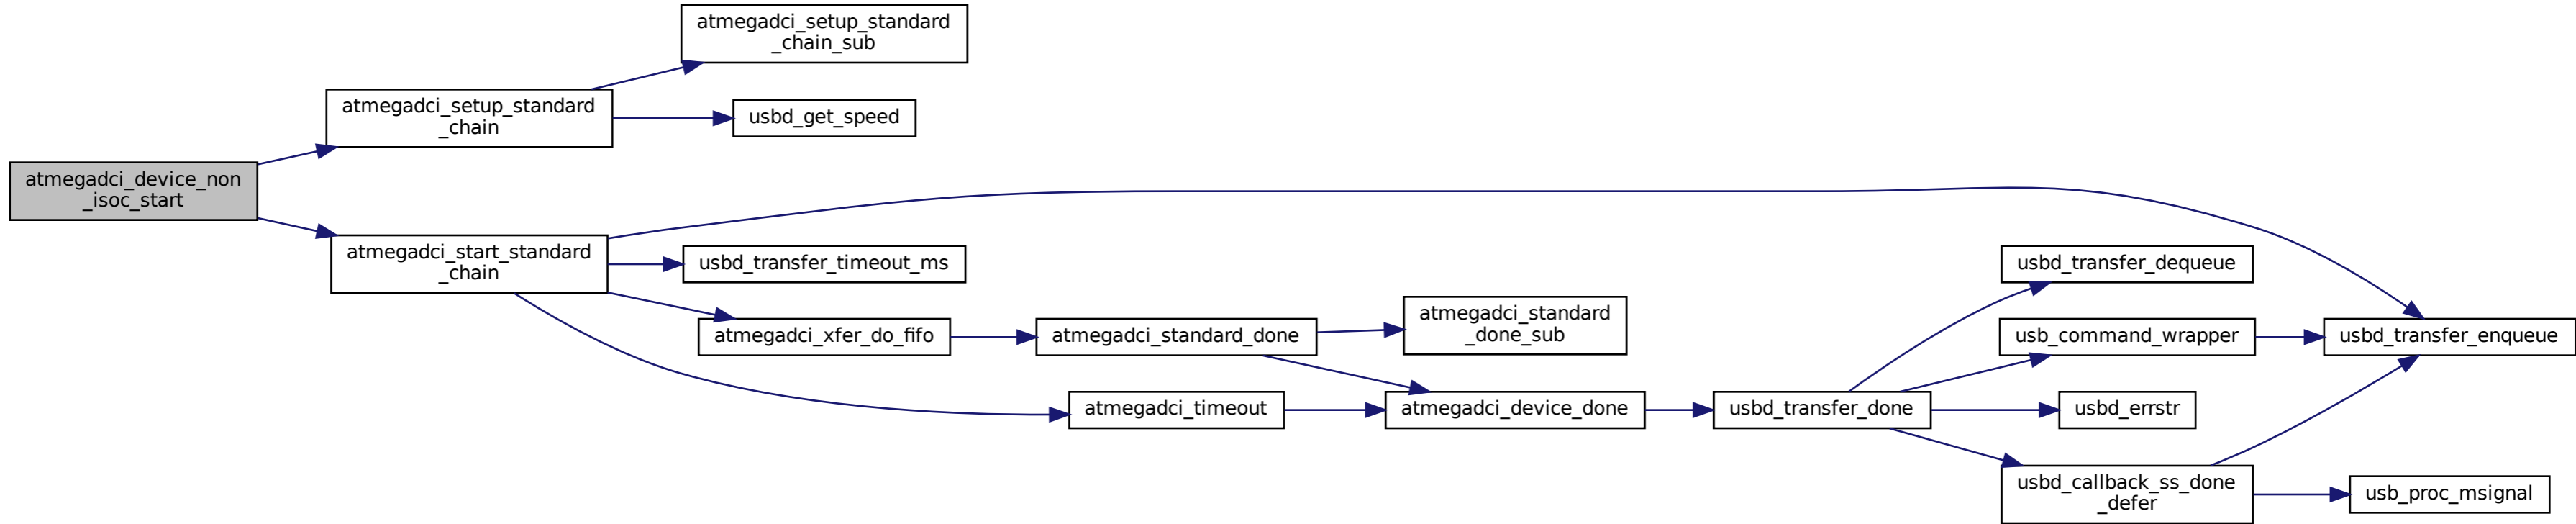 atmegadci_device_non
_isoc_start
atmegadci_setup_standard
_chain
atmegadci_setup_standard
_chain_sub
usbd_get_speed
atmegadci_start_standard
_chain
usbd_transfer_timeout_ms
atmegadci_xfer_do_fifo
atmegadci_standard_done
atmegadci_standard
_done_sub
atmegadci_timeout
atmegadci_device_done
usbd_transfer_done
usbd_transfer_dequeue
usb_command_wrapper
usbd_errstr
usbd_callback_ss_done
_defer
usbd_transfer_enqueue
usb_proc_msignal